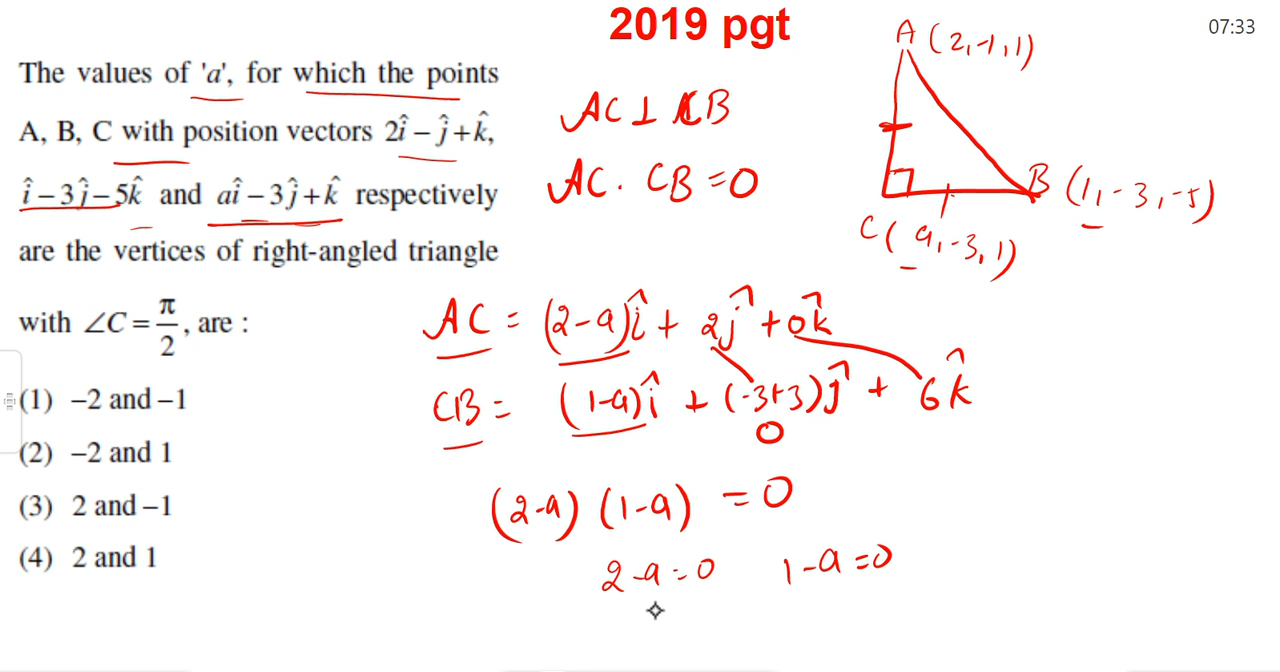 2019 pgt
07:33
The values of 'a', for which the points
A, B, C with position vectors 2î – ĵ + k̂,
î – 3ĵ – 5k̂ and aî – 3ĵ + k̂ respectively
are the vertices of right-angled triangle
with ∠C = π/2, are :
(1) –2 and –1
(2) –2 and 1
(3) 2 and –1
(4) 2 and 1
AC ⊥ CB
AC · CB = 0
A (2, -1, 1)
B (1, -3, -5)
C (a, -3, 1)
AC = (2-a)î + 2ĵ + 0k̂
CB = (1-a)î + (-3+3)ĵ + 6k̂
0
(2-a) (1-a) = 0
2-a=0 1-a=0